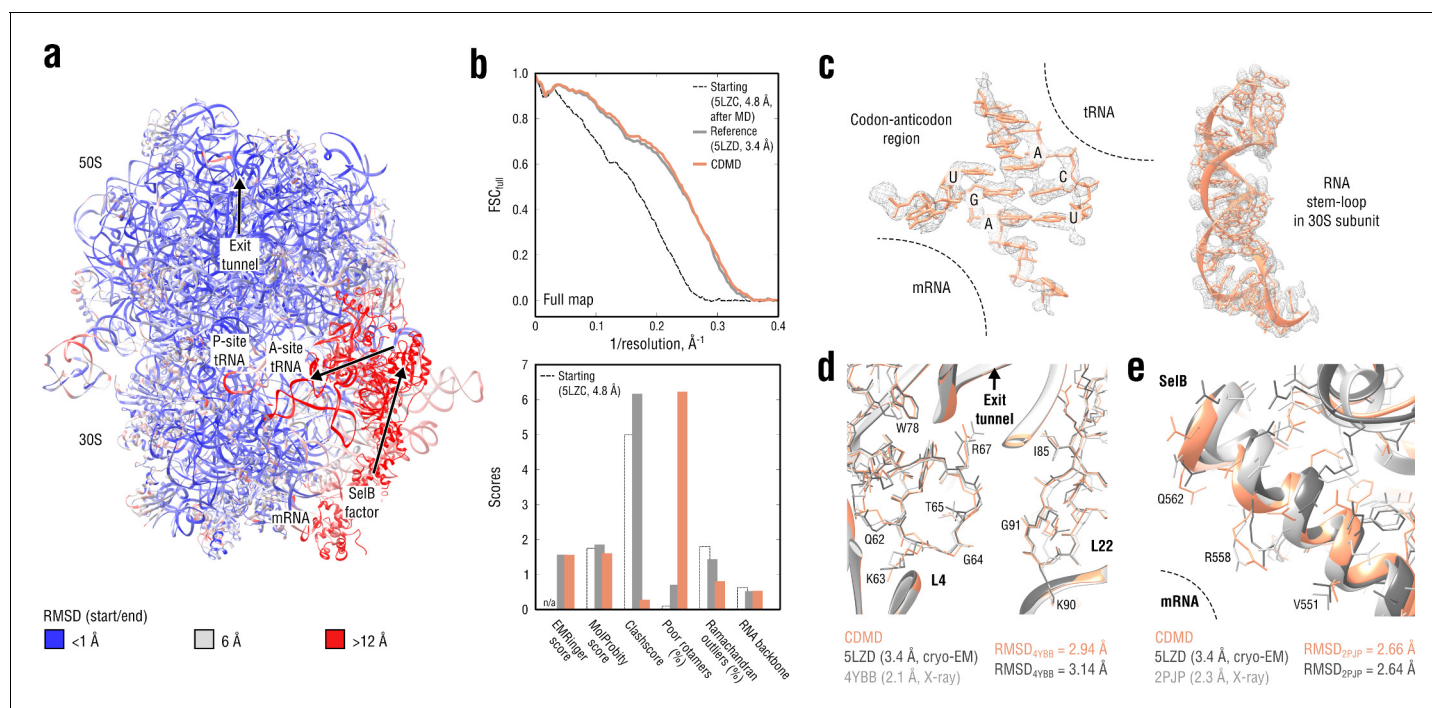 a
50S
Exit
tunnel
P-site
tRNA
A-site
tRNA
30S
SelB
factor
mRNA
RMSD (start/end)
<1 Å
6 Å
>12 Å
b
1.0
0.8
0.6
0.4
0.2
0.0
FSCfull
Starting
(5LZC, 4.8 Å,
after MD)
Reference
(5LZD, 3.4 Å)
CDMD
Full map
0
0.1
0.2
0.3
0.4
1/resolution, Å-1
7
6
5
4
3
2
1
0
Scores
Starting
(5LZC, 4.8 Å)
n/a
EMRinger
score
MolProbity
score
Clashscore
Poor rotamers
(%)
Ramachandran
outliers (%)
RNA backbone
c
Codon-anticodon
region
tRNA
A
C
U
U
G
A
mRNA
RNA
stem-loop
in 30S subunit
d
Exit
tunnel
W78
R67
I85
T65
G91
Q62
G64
L22
K63
L4
K90
CDMD
5LZD (3.4 Å, cryo-EM)
4YBB (2.1 Å, X-ray)
RMSD4YBB = 2.94 Å
RMSD4YBB = 3.14 Å
e
SelB
Q562
R558
V551
mRNA
CDMD
5LZD (3.4 Å, cryo-EM)
2PJP (2.3 Å, X-ray)
RMSD2PJP = 2.66 Å
RMSD2PJP = 2.64 Å